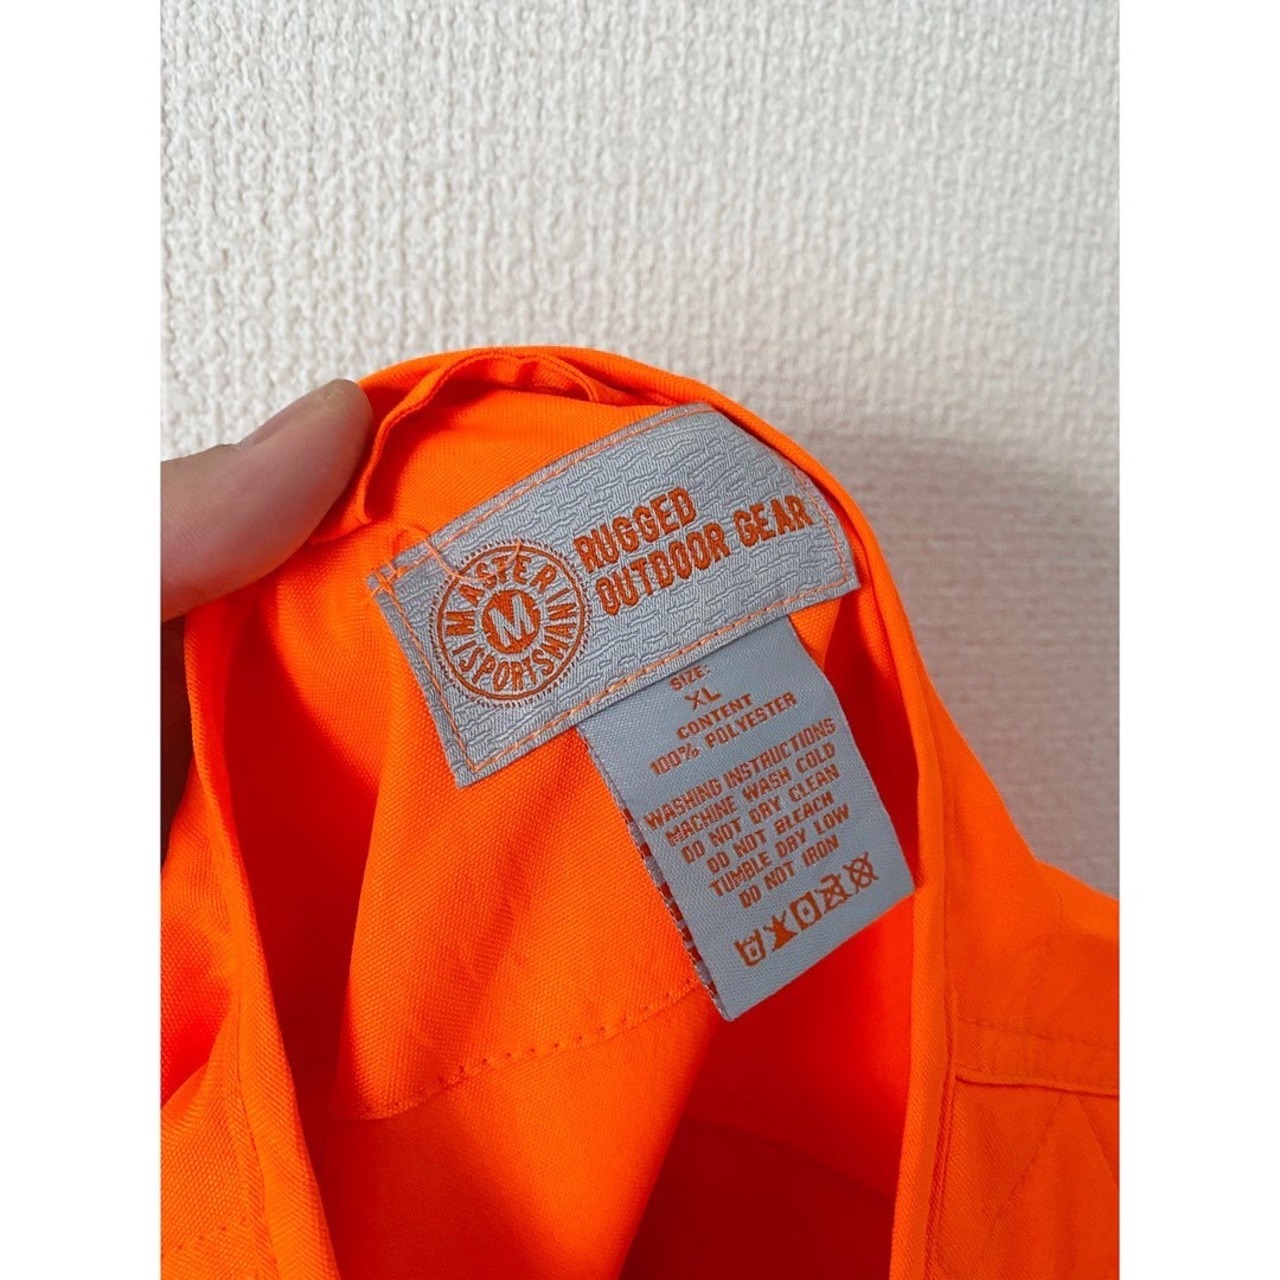 MASTER
M
SPORTSMAN
RUGGED
OUTDOOR GEAR
SIZE:
XL
CONTENT
100% POLYESTER
WASHING INSTRUCTIONS
MACHINE WASH COLD
DO NOT DRY CLEAN
DO NOT BLEACH
TUMBLE DRY LOW
DO NOT IRON